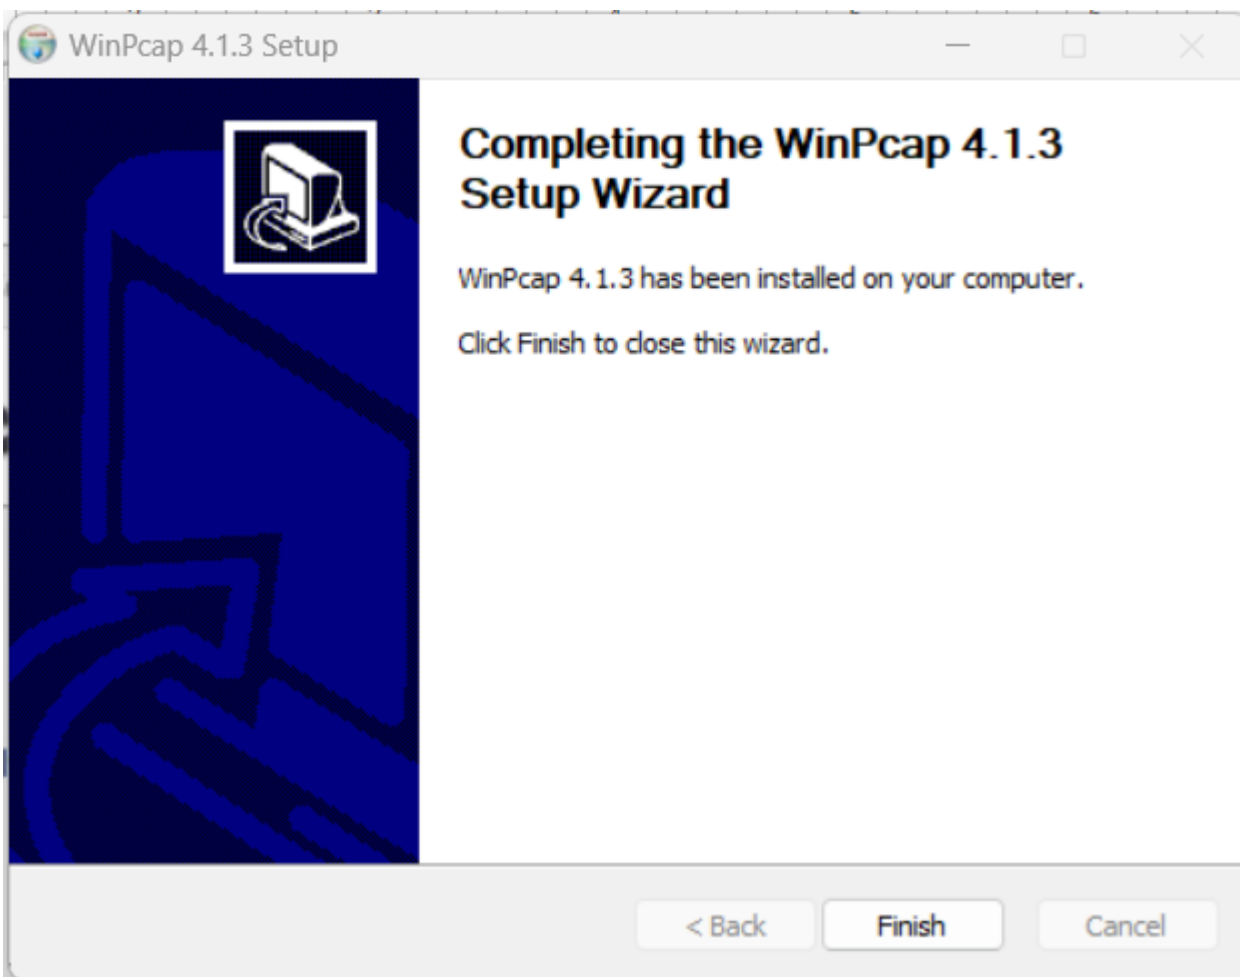 WinPcap 4.1.3 Setup
Completing the WinPcap 4.1.3
Setup Wizard
WinPcap 4.1.3 has been installed on your computer.
Click Finish to close this wizard.
< Back
Finish
Cancel